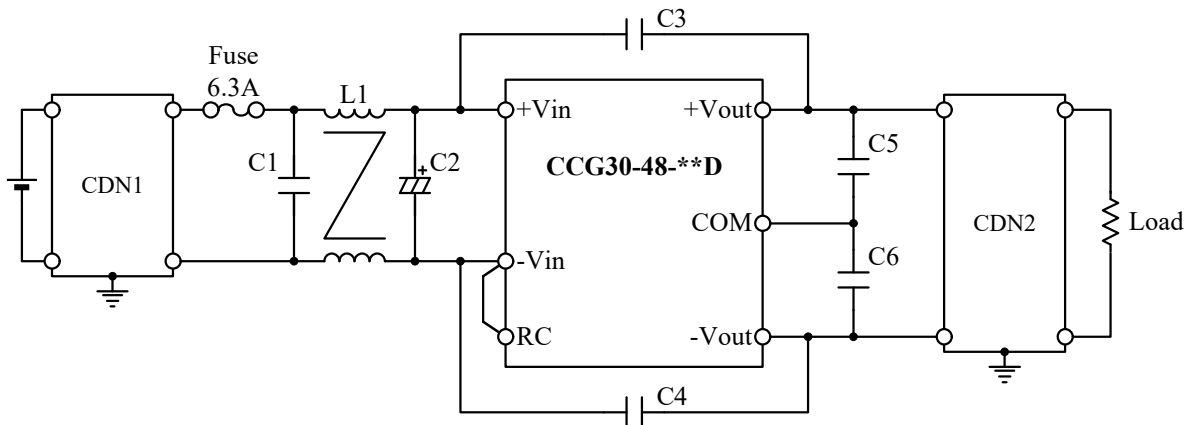 C3
Fuse
6.3A
L1
+Vin
+Vout
C1
C2
+
CCG30-48-**D
C5
CDN1
COM
CDN2
Load
C6
-Vin
RC
-Vout
C4